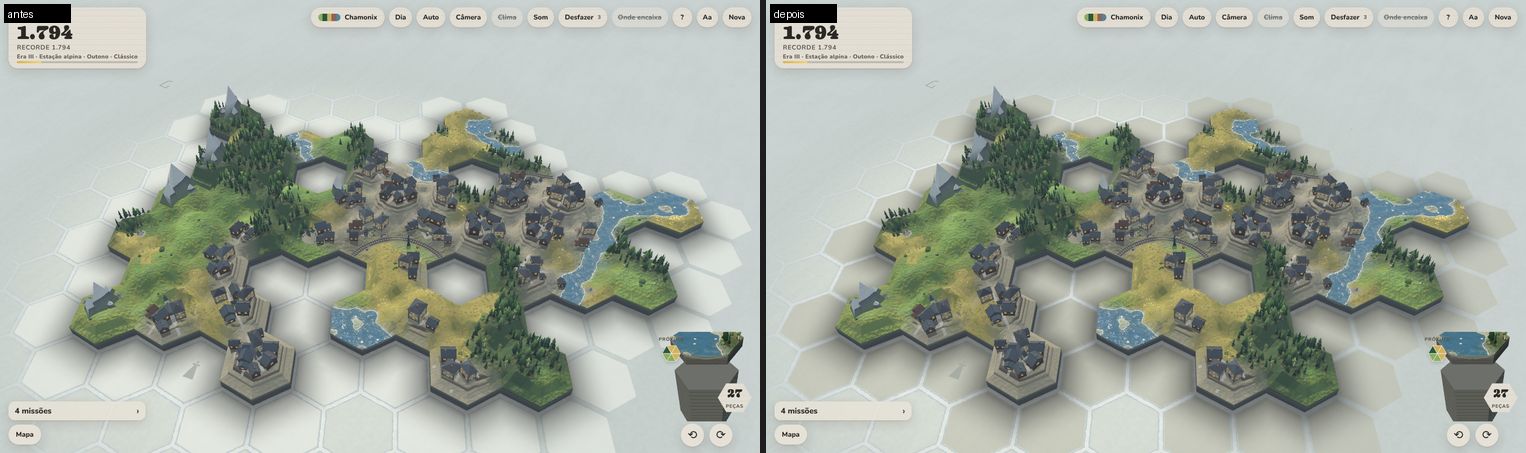 antes
1.794
RECORDE 1.794
Era III · Estação alpina · Outono · Clássico
Chamonix
Dia
Auto
Câmera
Clima
Som
Desfazer 3
Onde encaixa
?
Aa
Nova
27
PEÇAS
4 missões ›
Mapa
depois
1.794
RECORDE 1.794
Era III · Estação alpina · Outono · Clássico
Chamonix
Dia
Auto
Câmera
Clima
Som
Desfazer 3
Onde encaixa
?
Aa
Nova
27
PEÇAS
4 missões ›
Mapa